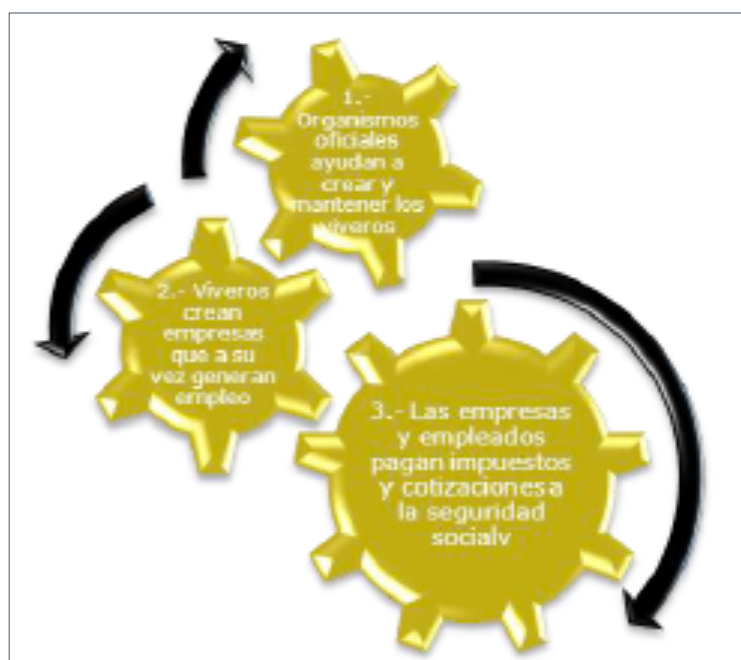 1.-
Organismos
oficiales
ayudan a
crear y
mantener los
viveros
2.- Viveros
crean
empresas
que a su
vez generan
empleo
3.- Las empresas
y empleados
pagan impuestos
y cotizaciones a
la seguridad
socialv